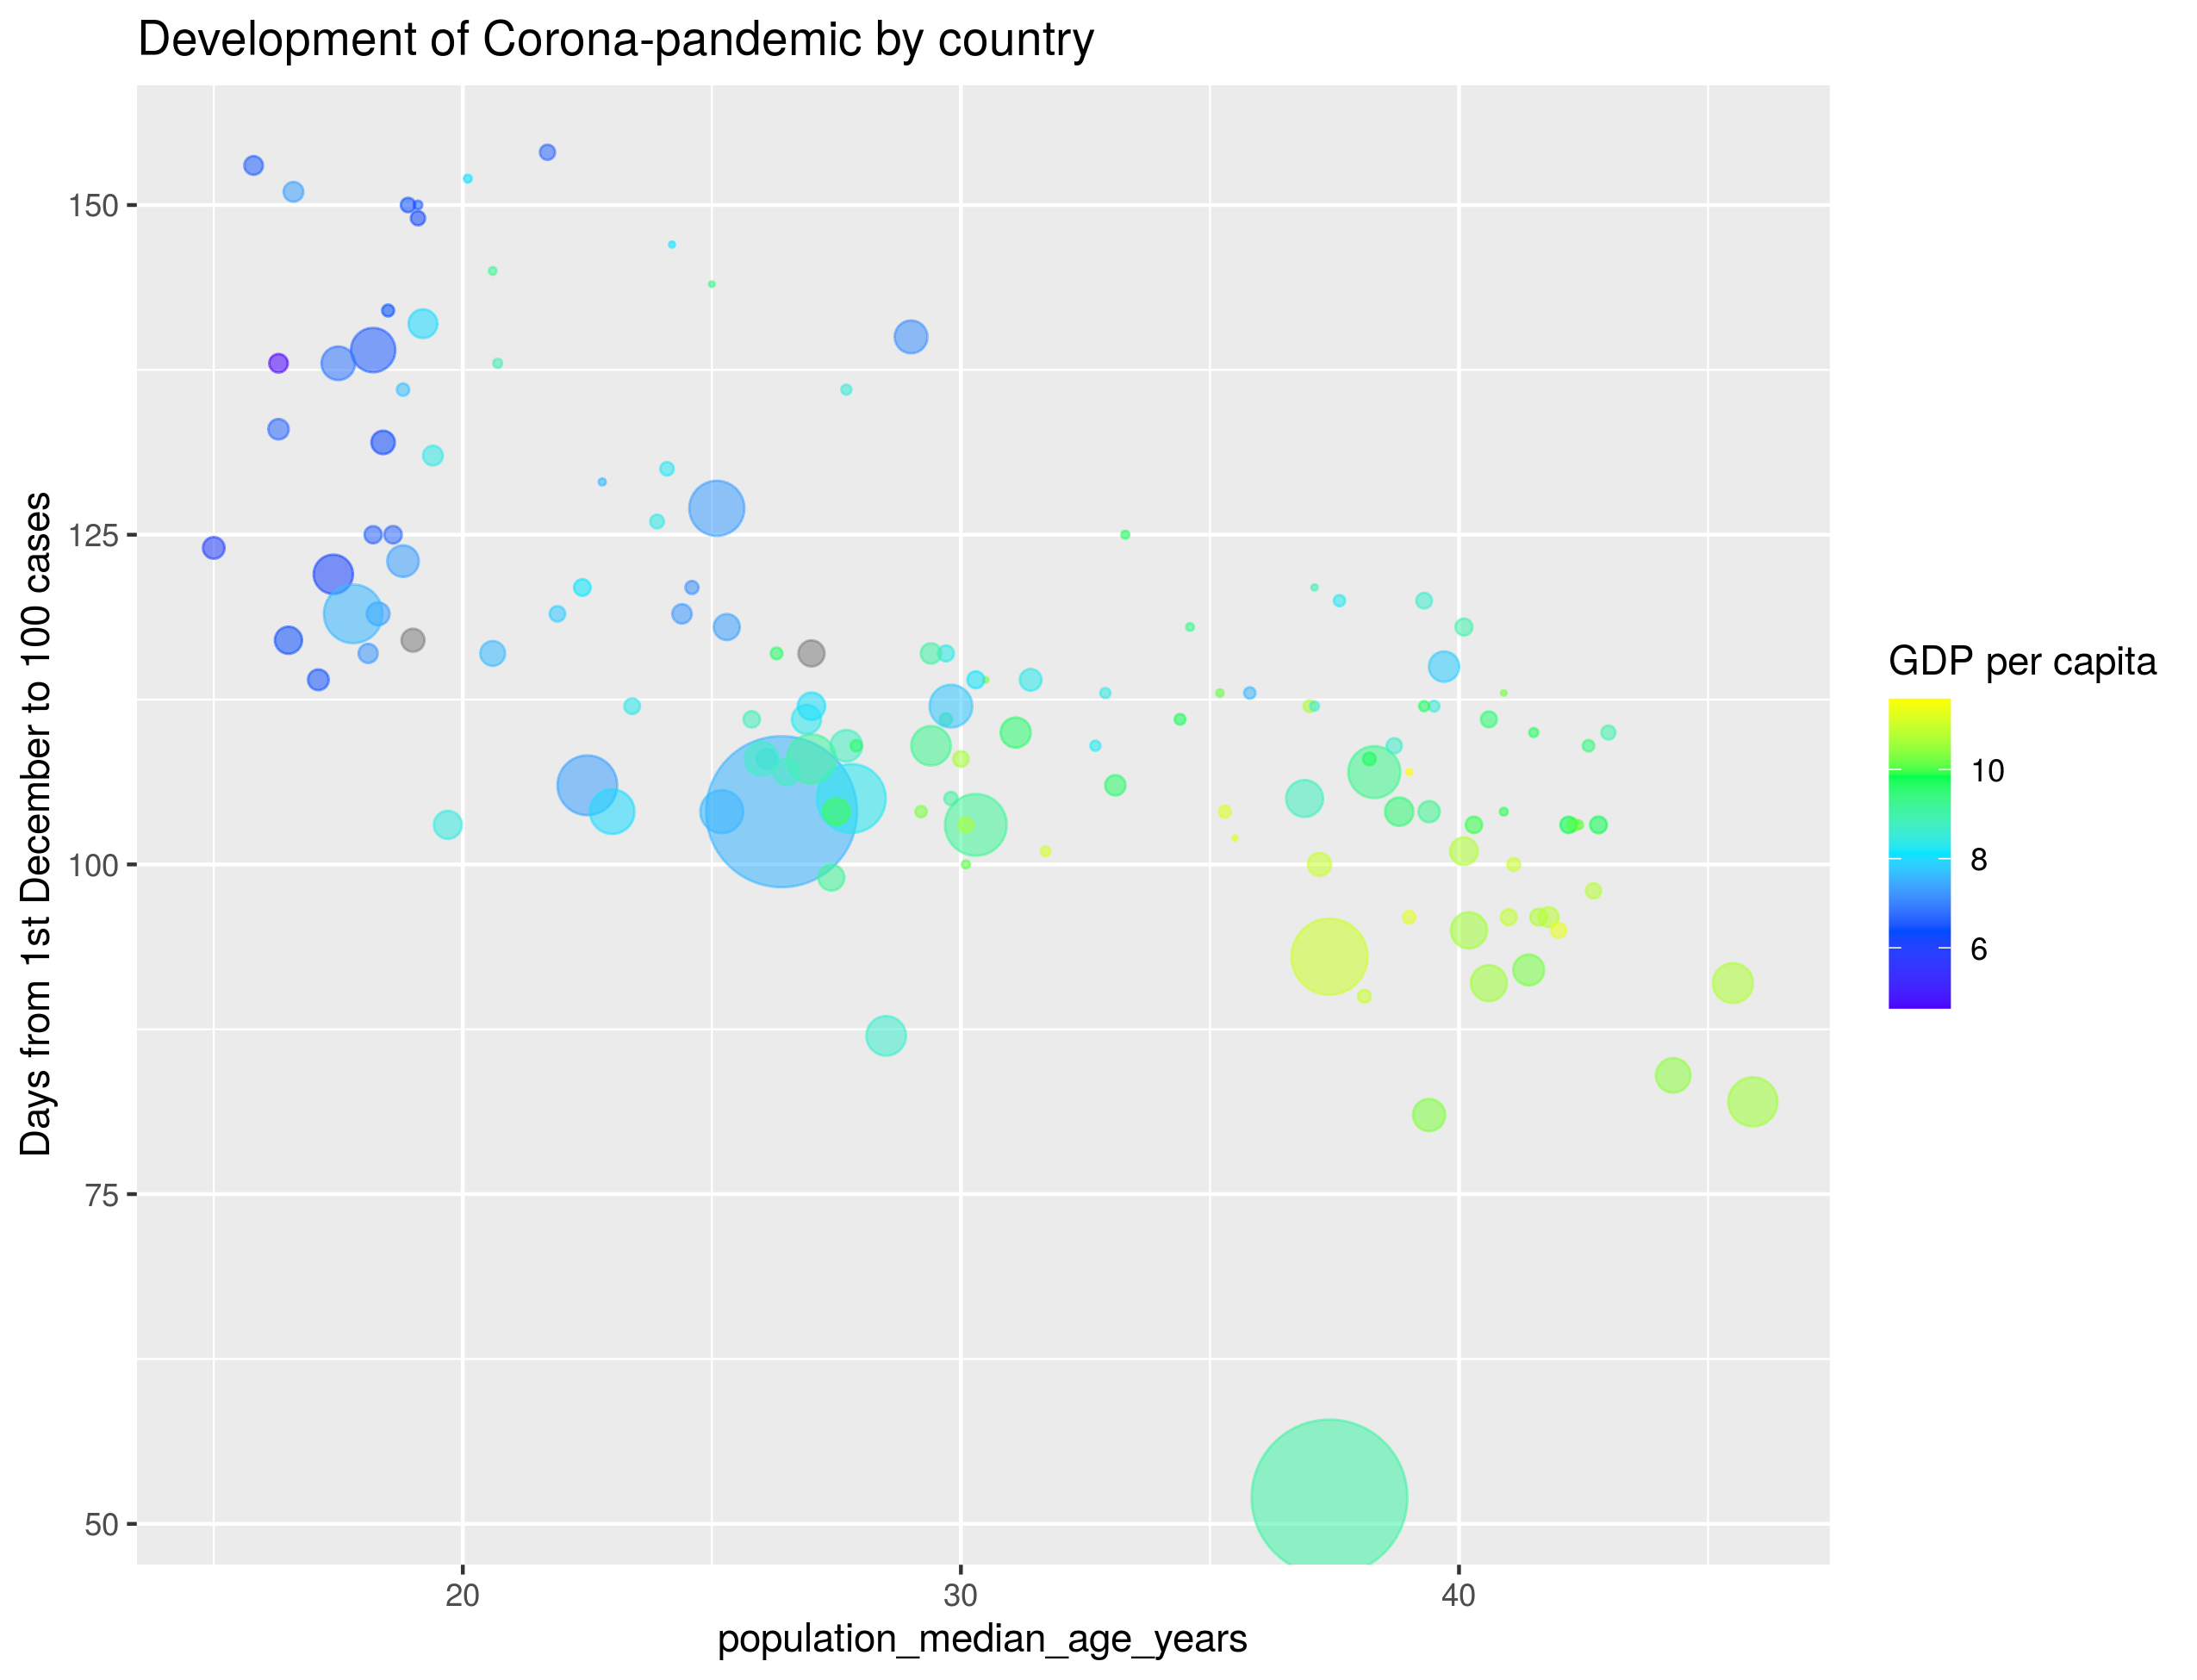 Development of Corona-pandemic by country
Days from 1st December to 100 cases
150
125
100
75
50
20
30
40
population_median_age_years
GDP per capita
10
8
6